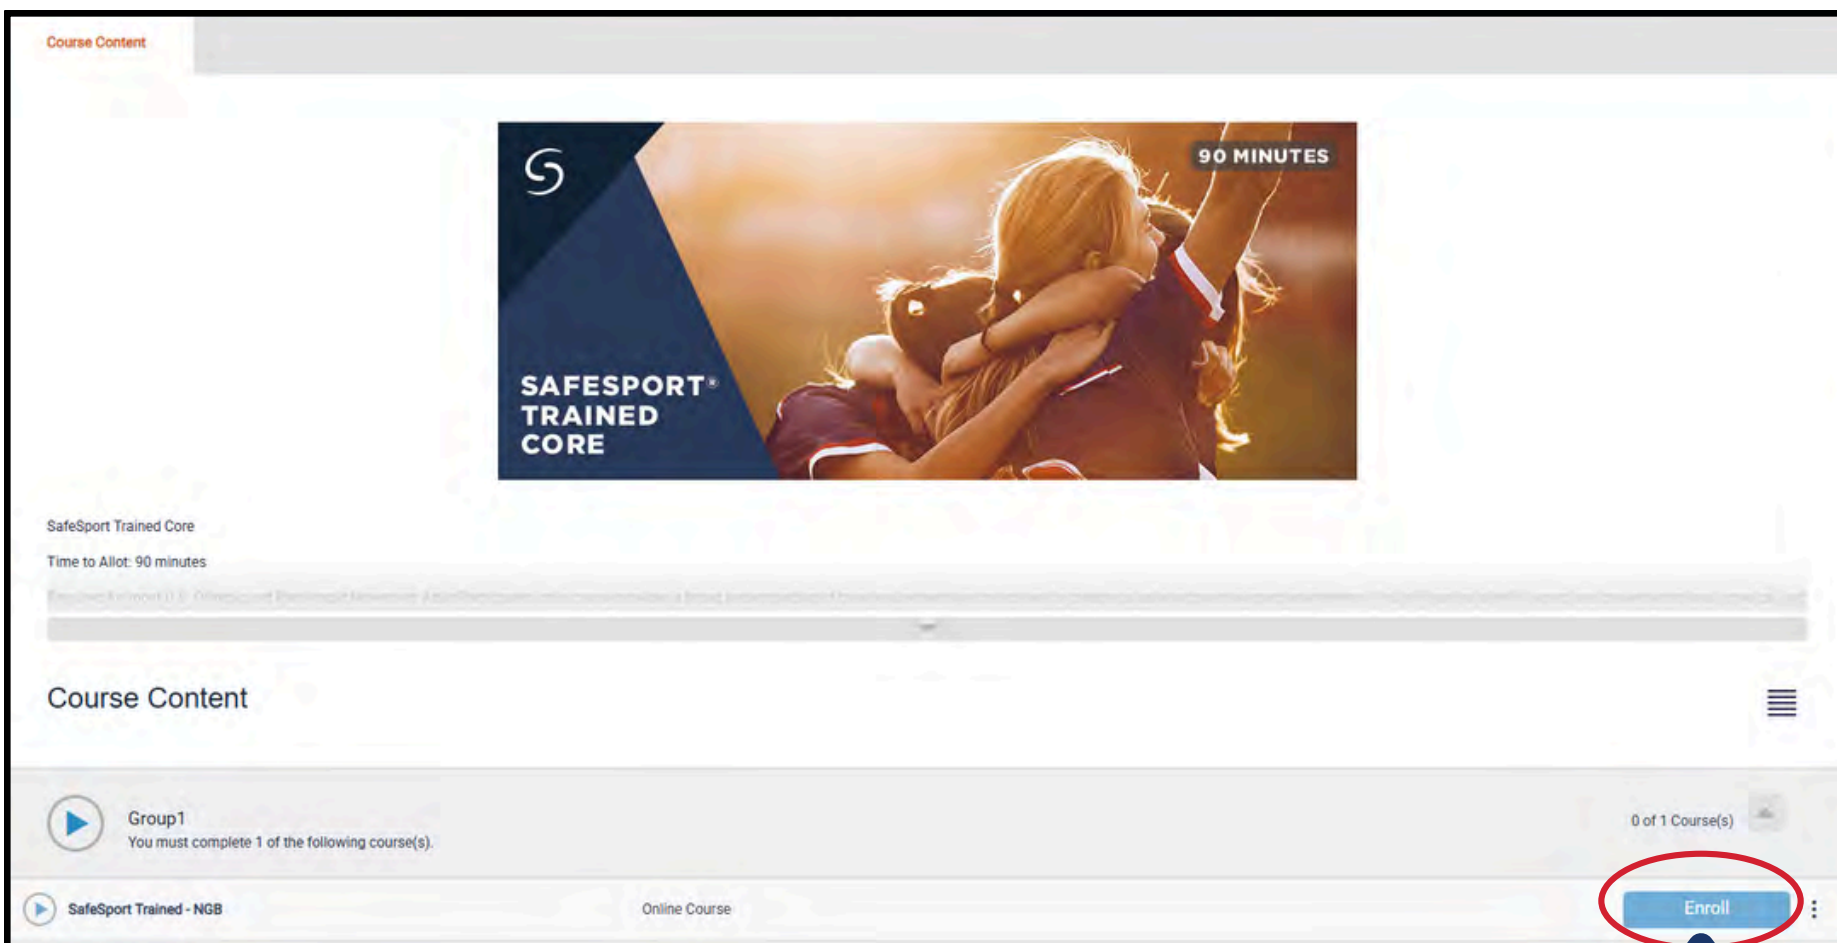 Course Content
90 MINUTES
SAFESPORT®
TRAINED
CORE
SafeSport Trained Core
Time to Allot: 90 minutes
Course Content
Group1
You must complete 1 of the following course(s).
0 of 1 Course(s)
SafeSport Trained - NGB
Online Course
Enroll